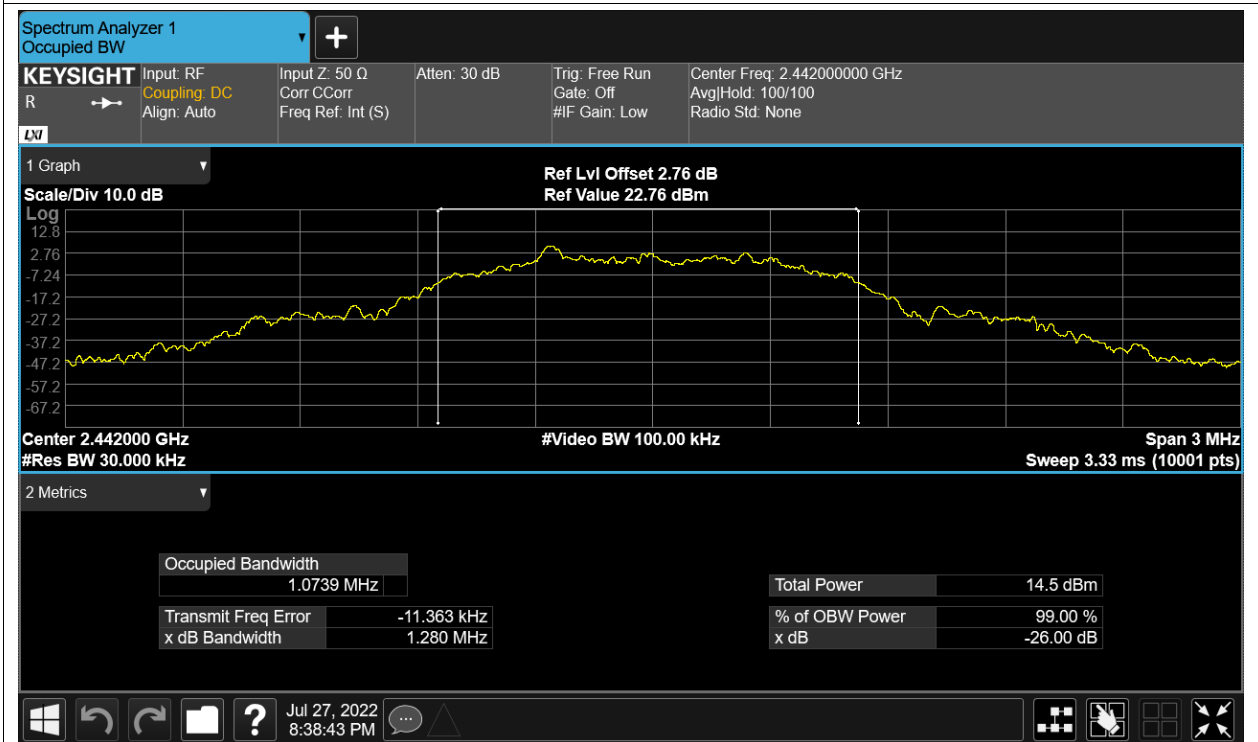 Spectrum Analyzer 1
Occupied BW
KEYSIGHT
R
LXI
Input: RF
Coupling: DC
Align: Auto
Input Z: 50 Ω
Corr CCorr
Freq Ref: Int (S)
Atten: 30 dB
Trig: Free Run
Gate: Off
#IF Gain: Low
Center Freq: 2.442000000 GHz
Avg|Hold: 100/100
Radio Std: None
1 Graph
Scale/Div 10.0 dB
Ref Lvl Offset 2.76 dB
Ref Value 22.76 dBm
Log
12.8
2.76
-7.24
-17.2
-27.2
-37.2
-47.2
-57.2
-67.2
Center 2.442000 GHz
#Res BW 30.000 kHz
#Video BW 100.00 kHz
Span 3 MHz
Sweep 3.33 ms (10001 pts)
2 Metrics
Occupied Bandwidth
1.0739 MHz
Transmit Freq Error -11.363 kHz
x dB Bandwidth 1.280 MHz
Total Power 14.5 dBm
% of OBW Power 99.00 %
x dB -26.00 dB
?
Jul 27, 2022
8:38:43 PM